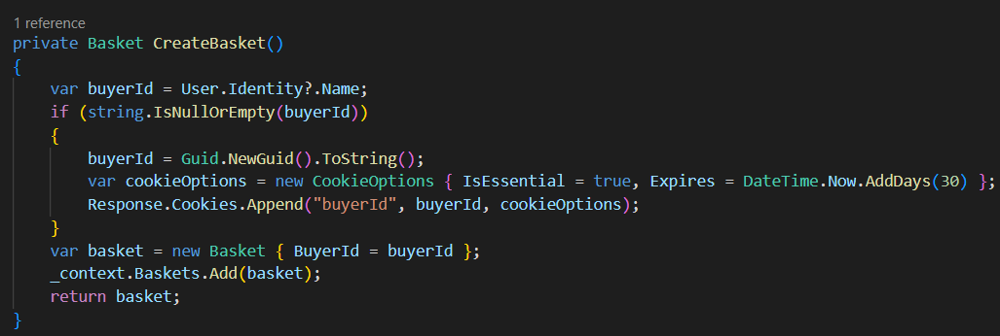 1 reference
private Basket CreateBasket()
{
    var buyerId = User.Identity?.Name;
    if (string.IsNullOrEmpty(buyerId))
    {
        buyerId = Guid.NewGuid().ToString();
        var cookieOptions = new CookieOptions { IsEssential = true, Expires = DateTime.Now.AddDays(30) };
        Response.Cookies.Append("buyerId", buyerId, cookieOptions);
    }
    var basket = new Basket { BuyerId = buyerId };
    _context.Baskets.Add(basket);
    return basket;
}